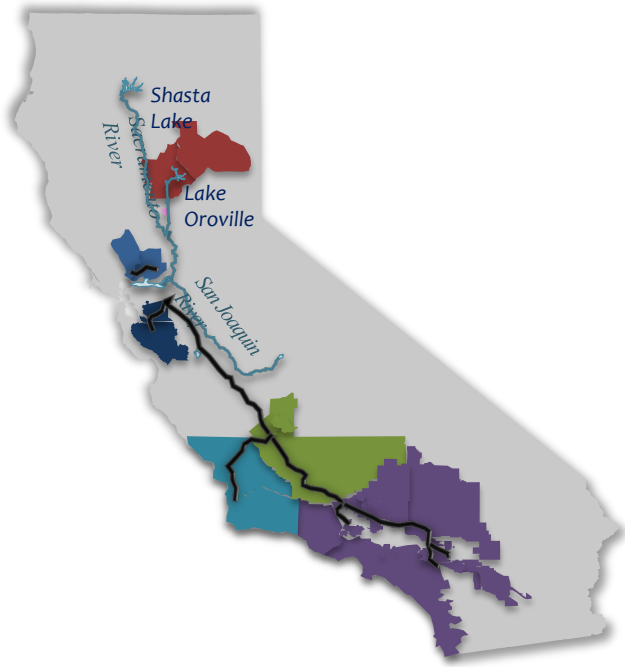 Shasta
Lake
Sacramento
River
Lake
Oroville
San Joaquin
River